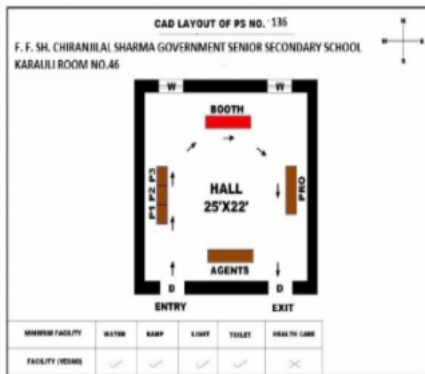 CAD LAYOUT OF PS NO. 136
N
W E
S
F. F. SH. CHIRANJILAL SHARMA GOVERNMENT SENIOR SECONDARY SCHOOL
KARAULI ROOM NO.46
W W
BOOTH
P1 P2 P3
HALL
25'X22'
PRO
AGENTS
D D
ENTRY EXIT
MINIMUM FACILITY WATER RAMP LIGHT TOILET HEALTH CARE
FACILITY (YES/NO)